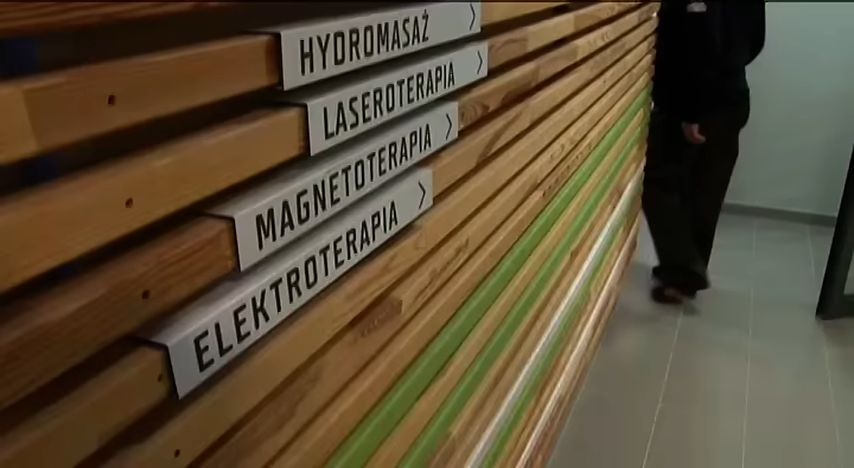 HYDROMASAŻ >
LASEROTERAPIA >
MAGNETOTERAPIA >
ELEKTROTERAPIA >